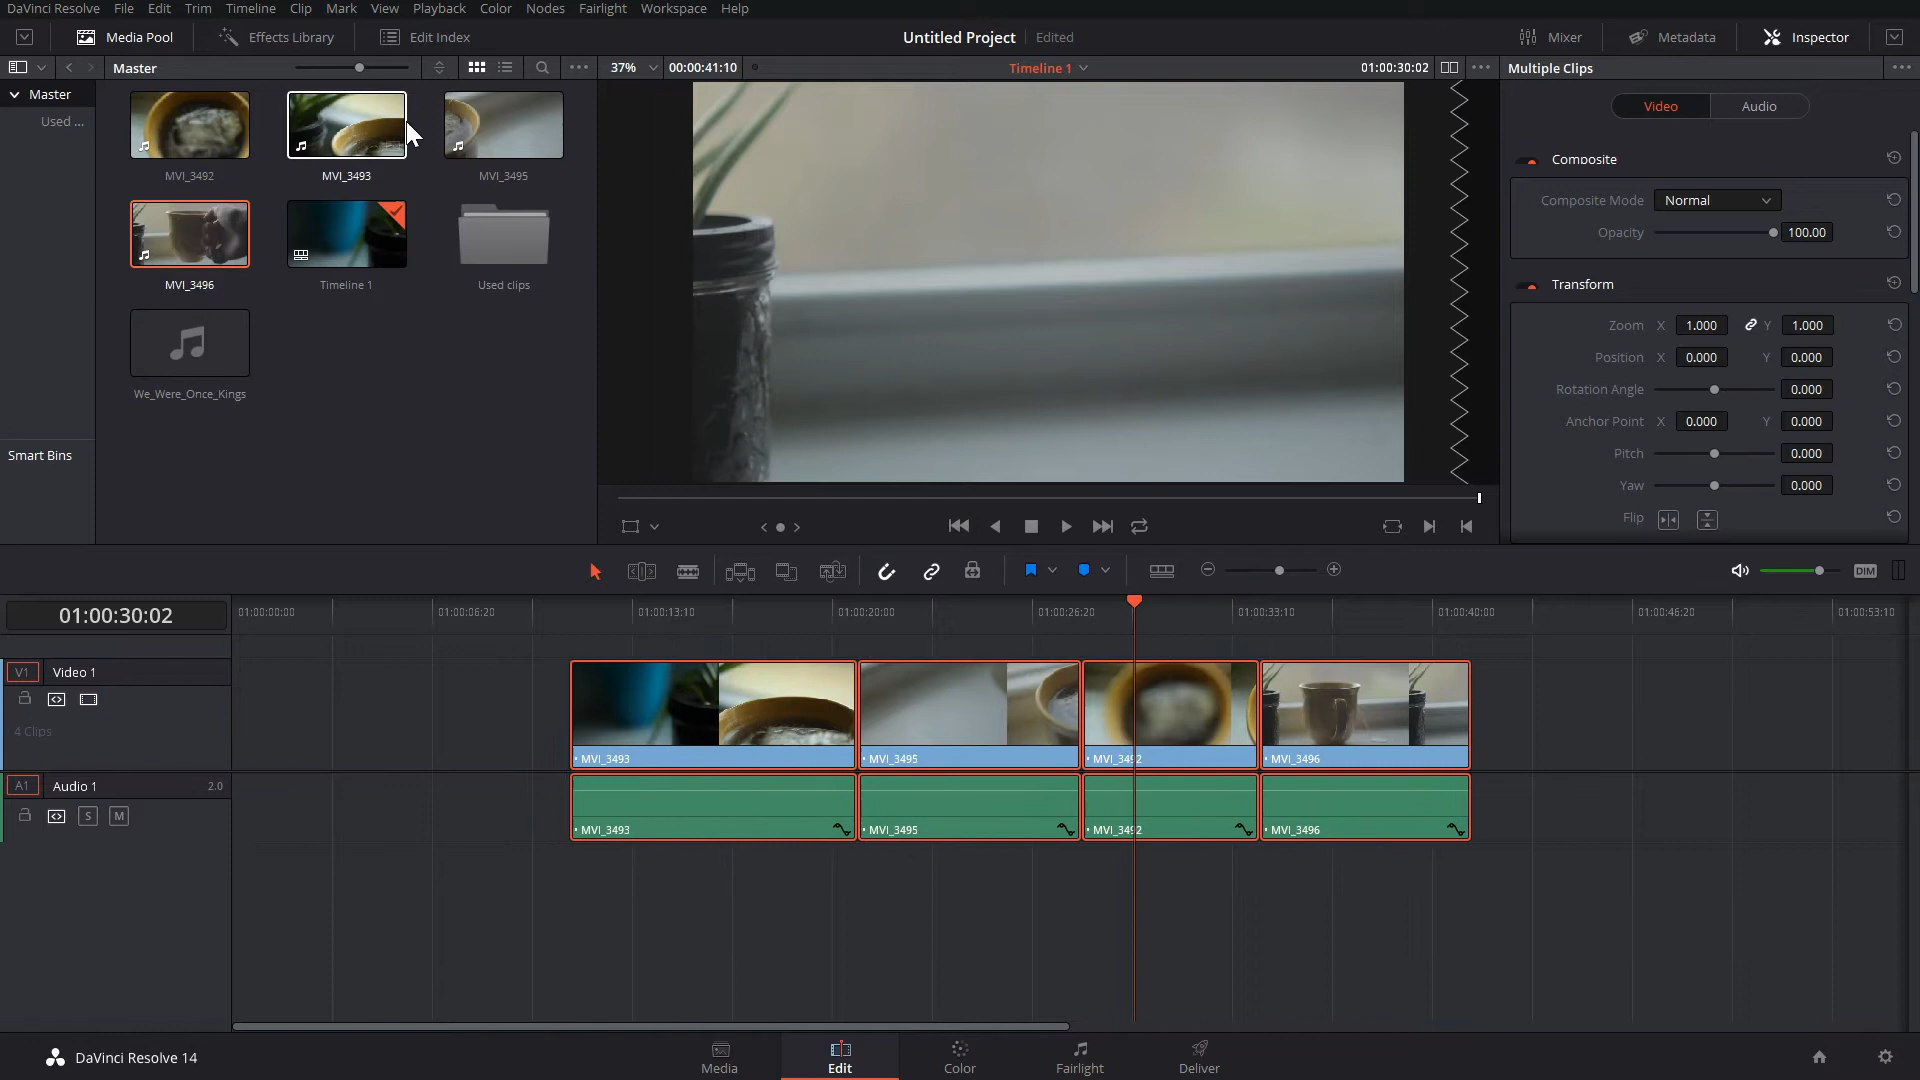 DaVinci Resolve File Edit Trim Timeline Clip Mark View Playback Color Nodes Fairlight Workspace Help
Media Pool Effects Library Edit Index Untitled Project Edited Mixer Metadata Inspector
Master 37% 00:00:41:10 Timeline 1 01:00:30:02 Multiple Clips
Master
Used ...
MVI_3492 MVI_3493 MVI_3495
MVI_3496 Timeline 1 Used clips
We_Were_Once_Kings
Smart Bins
Video Audio
Composite
Composite Mode Normal
Opacity 100.00
Transform
Zoom X 1.000 Y 1.000
Position X 0.000 Y 0.000
Rotation Angle 0.000
Anchor Point X 0.000 Y 0.000
Pitch 0.000
Yaw 0.000
Flip
DIM
01:00:30:02 01:00:00:00 01:00:06:20 01:00:13:10 01:00:20:00 01:00:26:20 01:00:33:10 01:00:40:00 01:00:46:20 01:00:53:10
V1 Video 1
4 Clips
MVI_3493 MVI_3495 MVI_3492 MVI_3496
A1 Audio 1 2.0
S M
MVI_3493 MVI_3495 MVI_3492 MVI_3496
DaVinci Resolve 14 Media Edit Color Fairlight Deliver